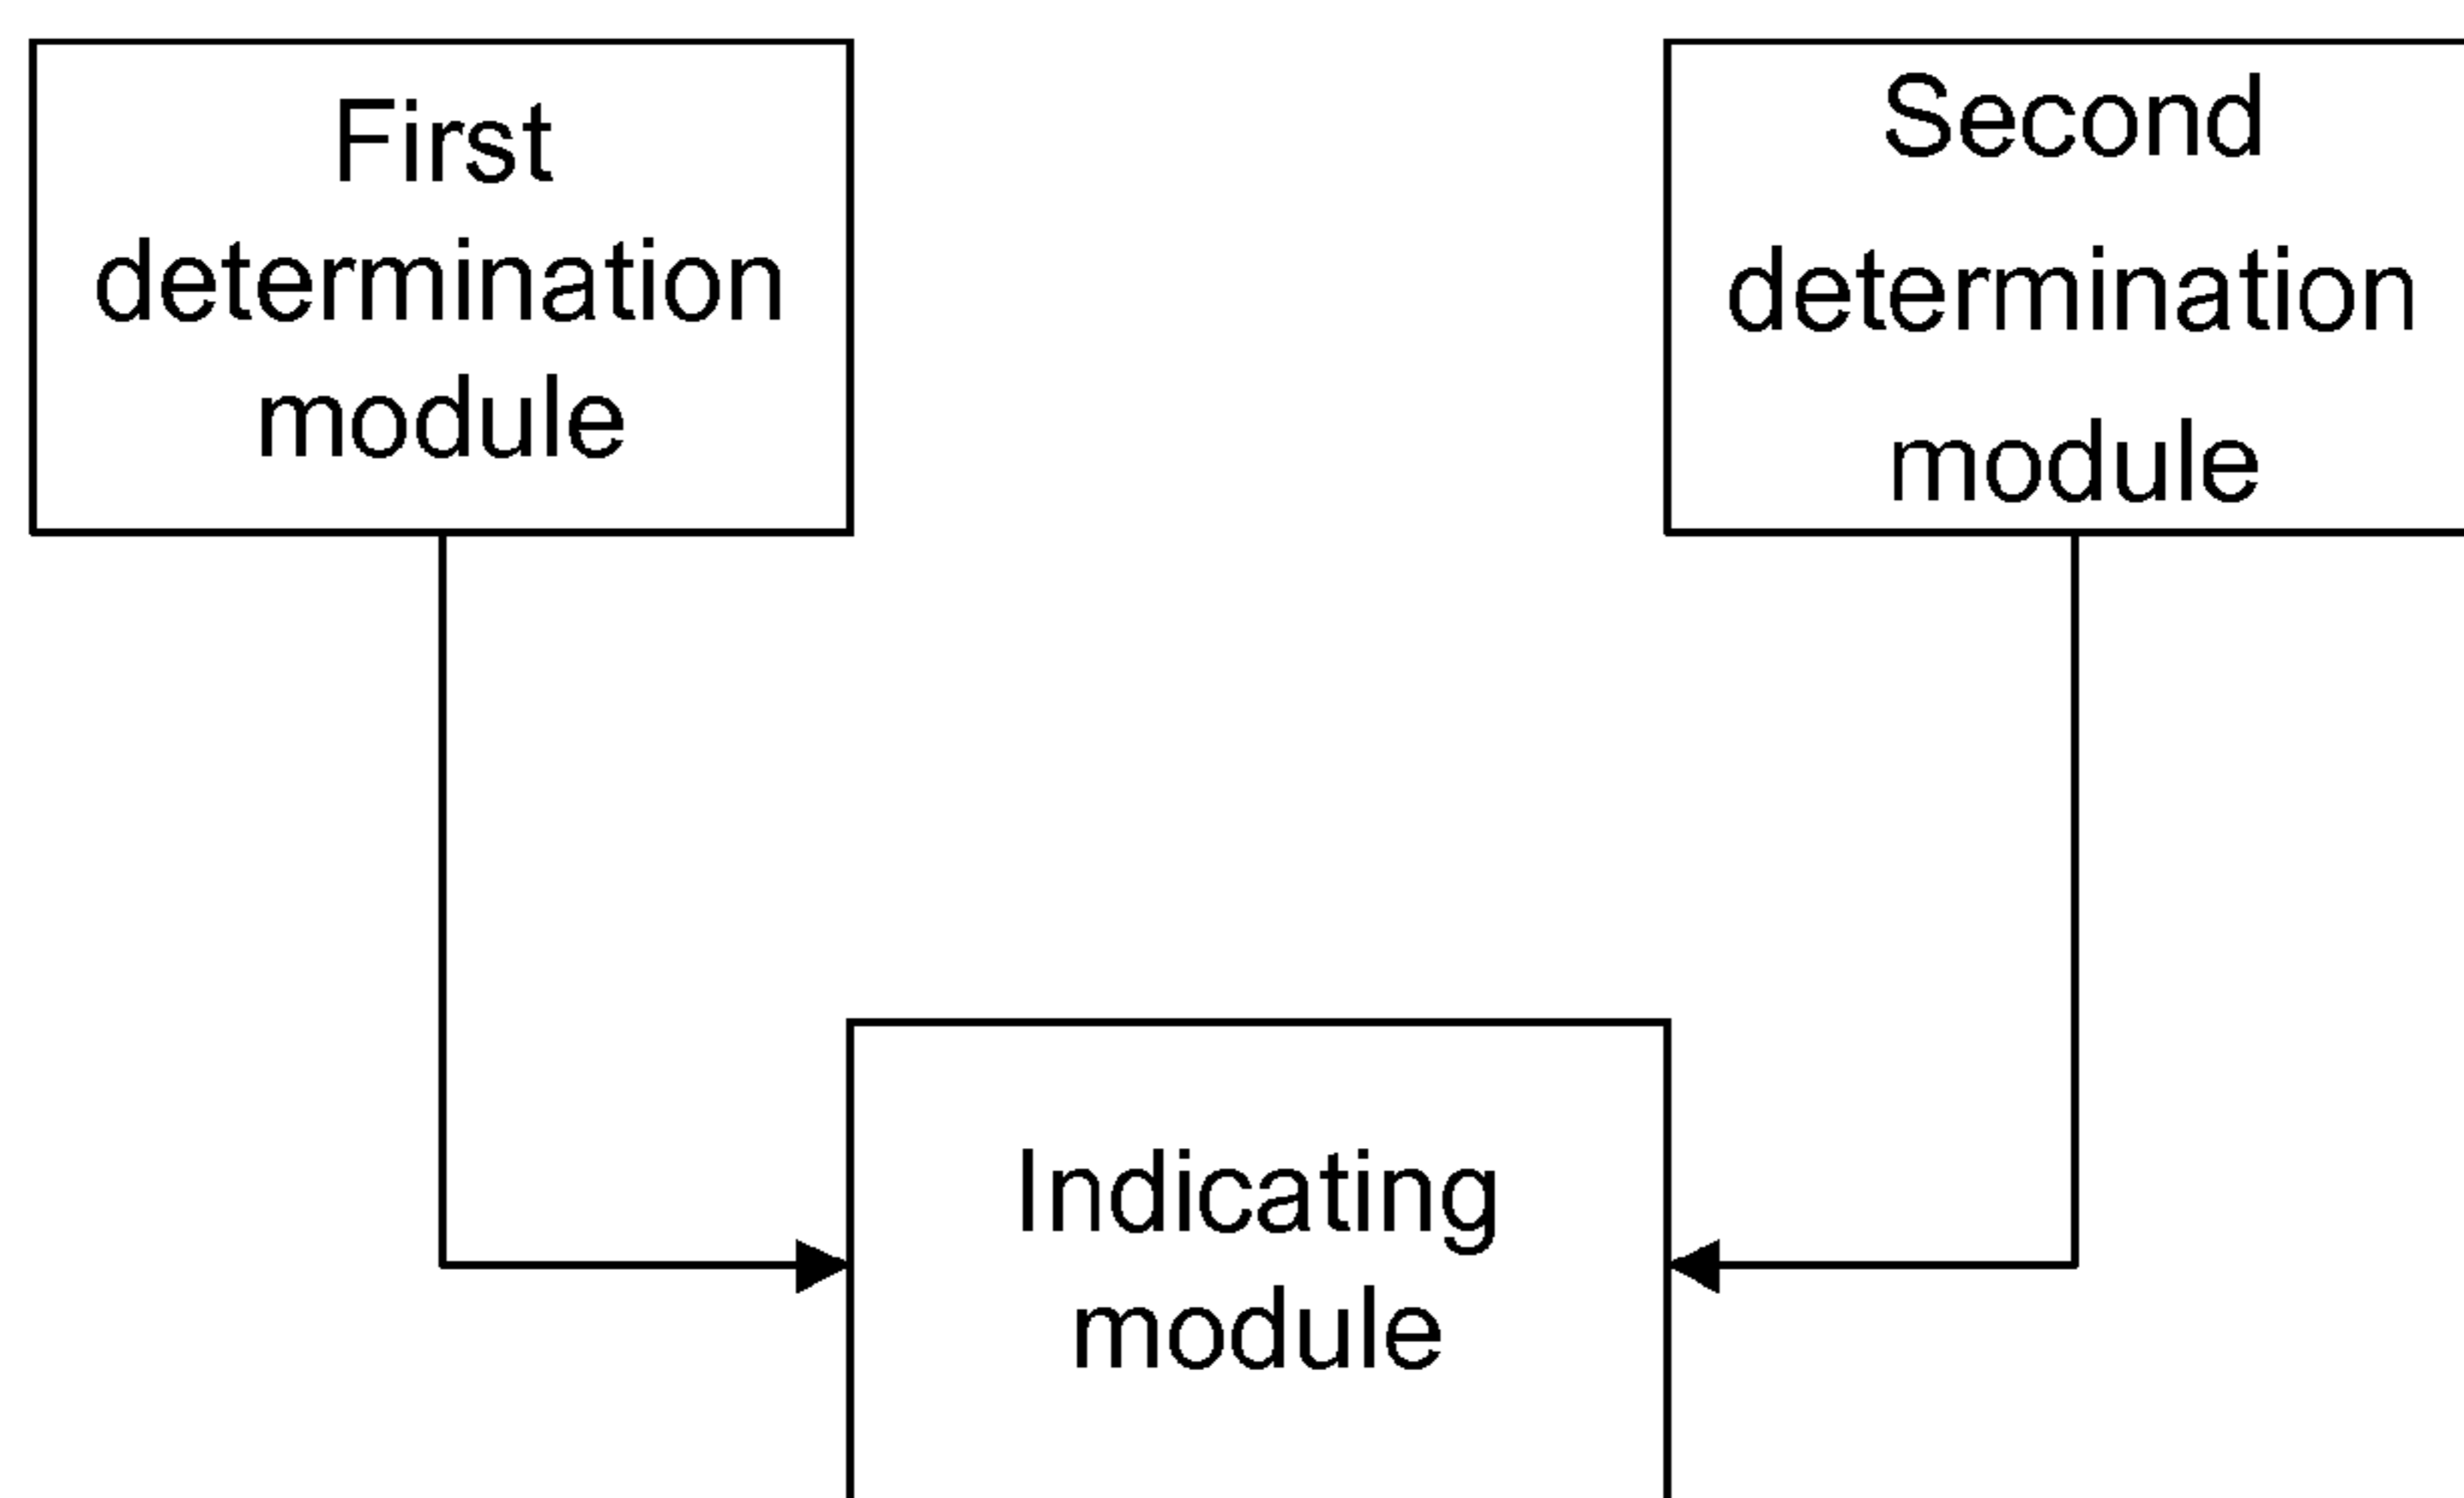 First
determination
module
Second
determination
module
Indicating
module